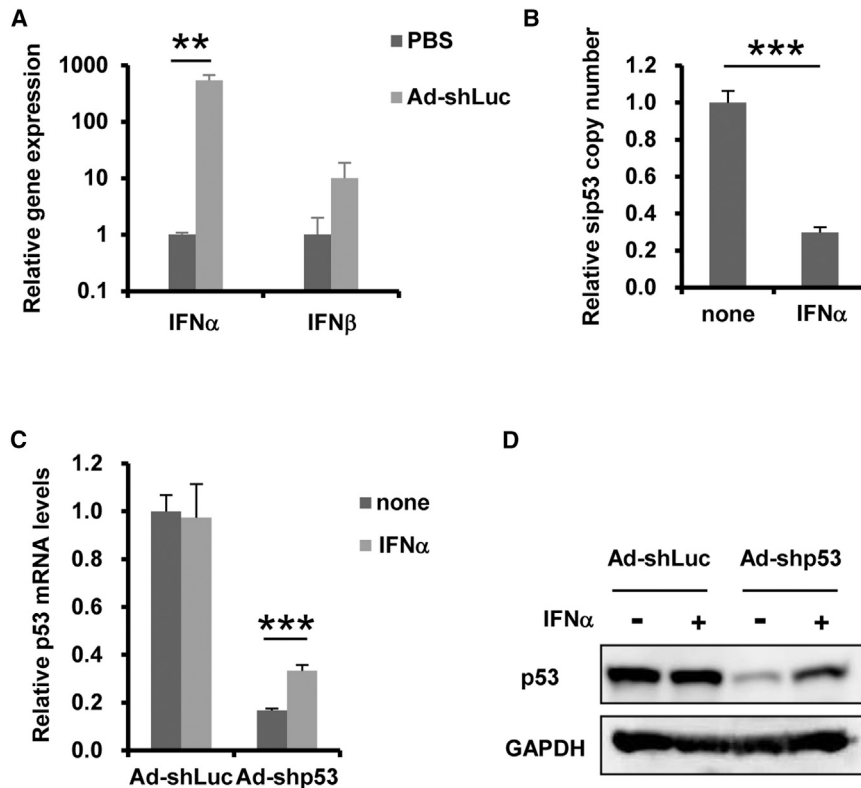 A
Relative gene expression
1000
100
10
1
0.1
**
PBS
Ad-shLuc
IFNα
IFNβ
B
Relative sip53 copy number
1.2
1.0
0.8
0.6
0.4
0.2
0.0
***
none
IFNα
C
Relative p53 mRNA levels
1.2
1.0
0.8
0.6
0.4
0.2
0.0
***
none
IFNα
Ad-shLuc
Ad-shp53
D
Ad-shLuc Ad-shp53
IFNα - + - +
p53
GAPDH